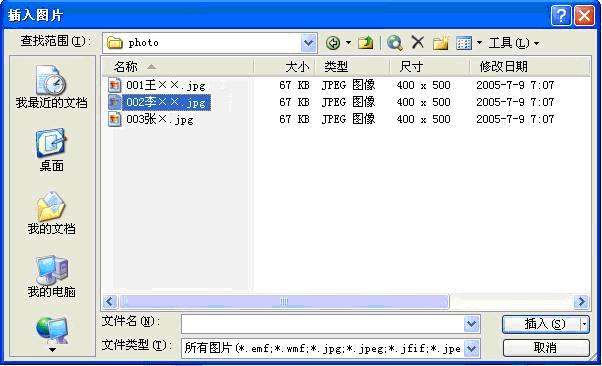 插入图片
查找范围(I): photo 工具(L)
名称 大小 类型 尺寸 修改日期
001王××.jpg 67 KB JPEG 图像 400 x 500 2005-7-9 7:07
002李××.jpg 67 KB JPEG 图像 400 x 500 2005-7-9 7:07
003张×.jpg 67 KB JPEG 图像 400 x 500 2005-7-9 7:07
我最近的文档
桌面
我的文档
我的电脑
文件名(N): 插入(S)
文件类型(T): 所有图片(*.emf;*.wmf;*.jpg;*.jpeg;*.jfif;*.jpe 取消